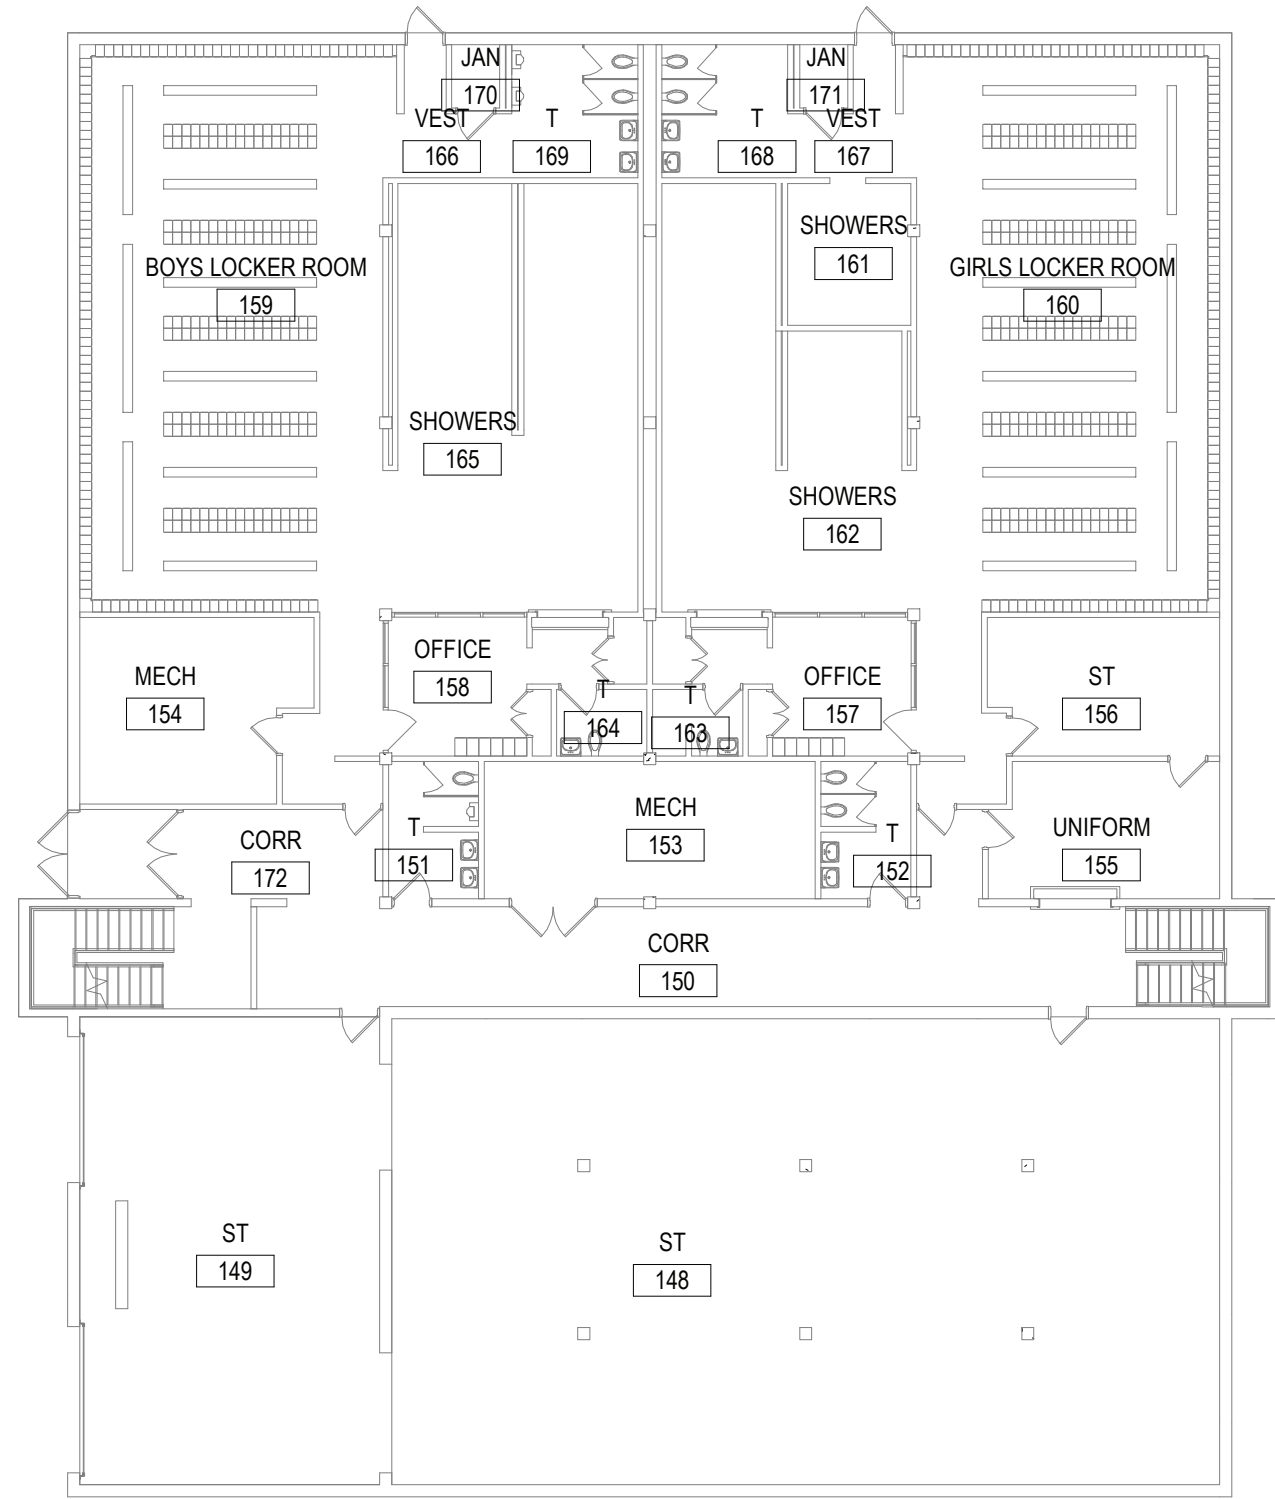 JAN
170
JAN
171
VEST
166
T
169
T
168
VEST
167
SHOWERS
161
BOYS LOCKER ROOM
159
GIRLS LOCKER ROOM
160
SHOWERS
165
SHOWERS
162
OFFICE
158
MECH
154
T
164
T
163
OFFICE
157
ST
156
CORR
172
T
151
MECH
153
T
152
UNIFORM
155
CORR
150
ST
149
ST
148